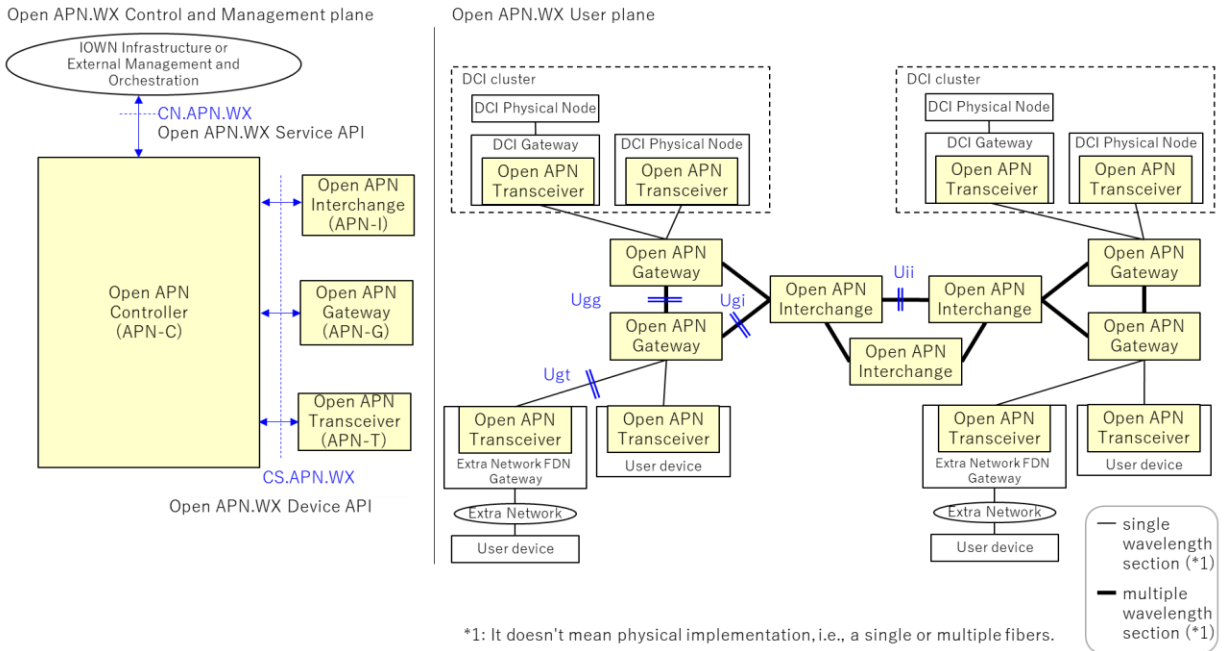 Open APN.WX Control and Management plane
IOWN Infrastructure or
External Management and
Orchestration
CN.APN.WX
Open APN.WX Service API
Open APN
Controller
(APN-C)
Open APN
Interchange
(APN-I)
Open APN
Gateway
(APN-G)
Open APN
Transceiver
(APN-T)
CS.APN.WX
Open APN.WX Device API
Open APN.WX User plane
DCI cluster
DCI Physical Node
DCI Gateway
Open APN
Transceiver
DCI Physical Node
Open APN
Transceiver
DCI cluster
DCI Physical Node
DCI Gateway
Open APN
Transceiver
DCI Physical Node
Open APN
Transceiver
Open APN
Gateway
Ugg
Ugi
Open APN
Gateway
Ugt
Open APN
Interchange
Uii
Open APN
Interchange
Open APN
Interchange
Open APN
Gateway
Open APN
Gateway
Open APN
Transceiver
Extra Network FDN
Gateway
Extra Network
User device
Open APN
Transceiver
User device
Open APN
Transceiver
Extra Network FDN
Gateway
Extra Network
User device
Open APN
Transceiver
User device
single
wavelength
section (*1)
multiple
wavelength
section (*1)
*1: It doesn't mean physical implementation, i.e., a single or multiple fibers.